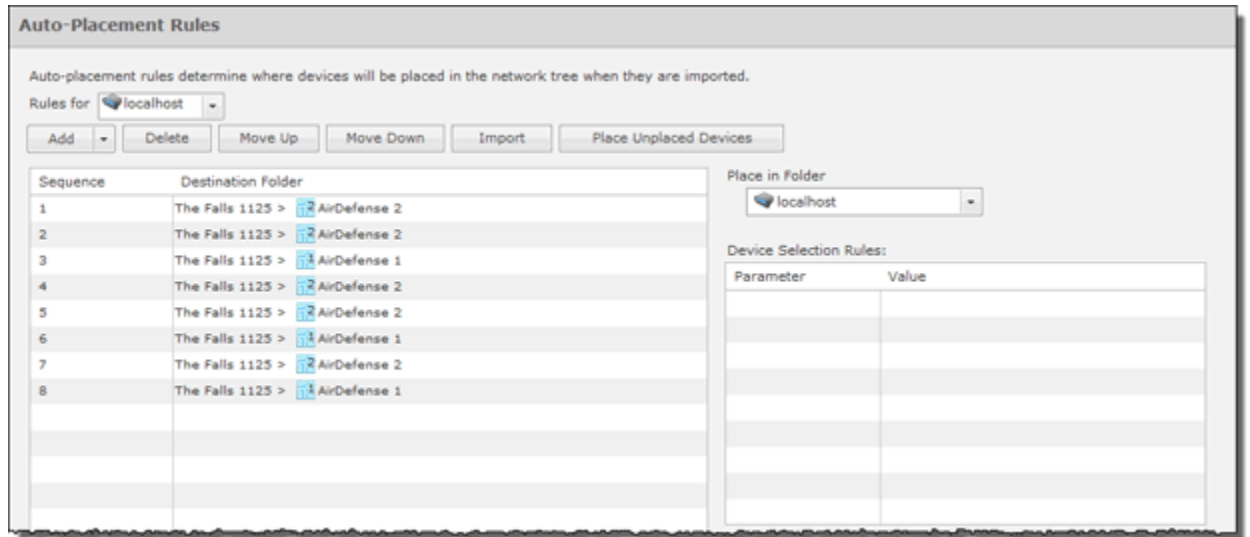 Auto-Placement Rules
Auto-placement rules determine where devices will be placed in the network tree when they are imported.
Rules for localhost
Add Delete Move Up Move Down Import Place Unplaced Devices
Sequence Destination Folder
1 The Falls 1125 > AirDefense 2
2 The Falls 1125 > AirDefense 2
3 The Falls 1125 > AirDefense 1
4 The Falls 1125 > AirDefense 2
5 The Falls 1125 > AirDefense 2
6 The Falls 1125 > AirDefense 1
7 The Falls 1125 > AirDefense 2
8 The Falls 1125 > AirDefense 1
Place in Folder
localhost
Device Selection Rules:
Parameter Value